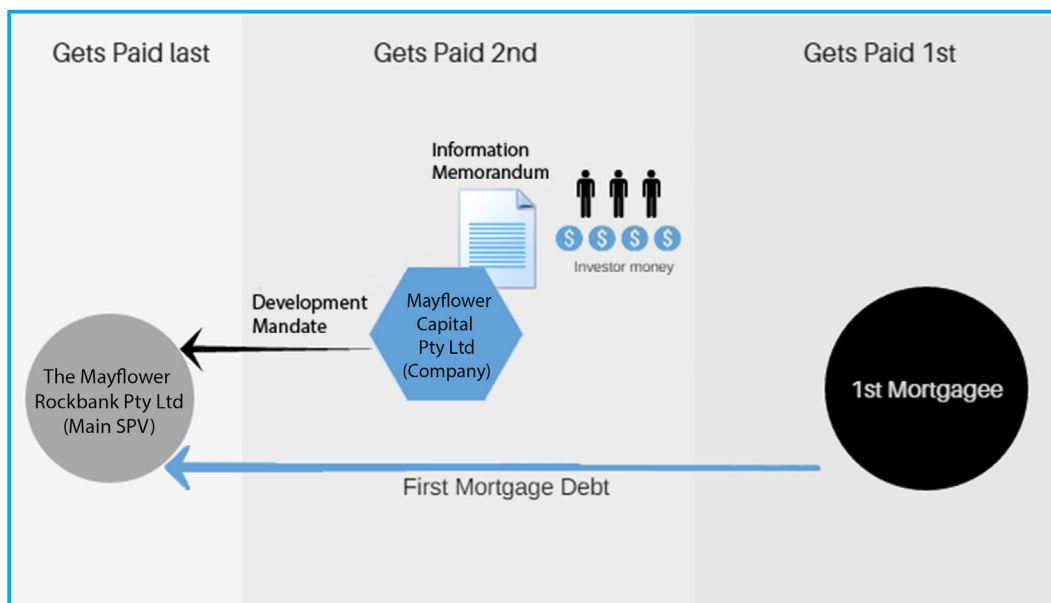 Gets Paid last
Gets Paid 2nd
Gets Paid 1st
Information
Memorandum
$ $ $ $
Investor money
Development
Mandate
Mayflower
Capital
Pty Ltd
(Company)
The Mayflower
Rockbank Pty Ltd
(Main SPV)
1st Mortgagee
First Mortgage Debt